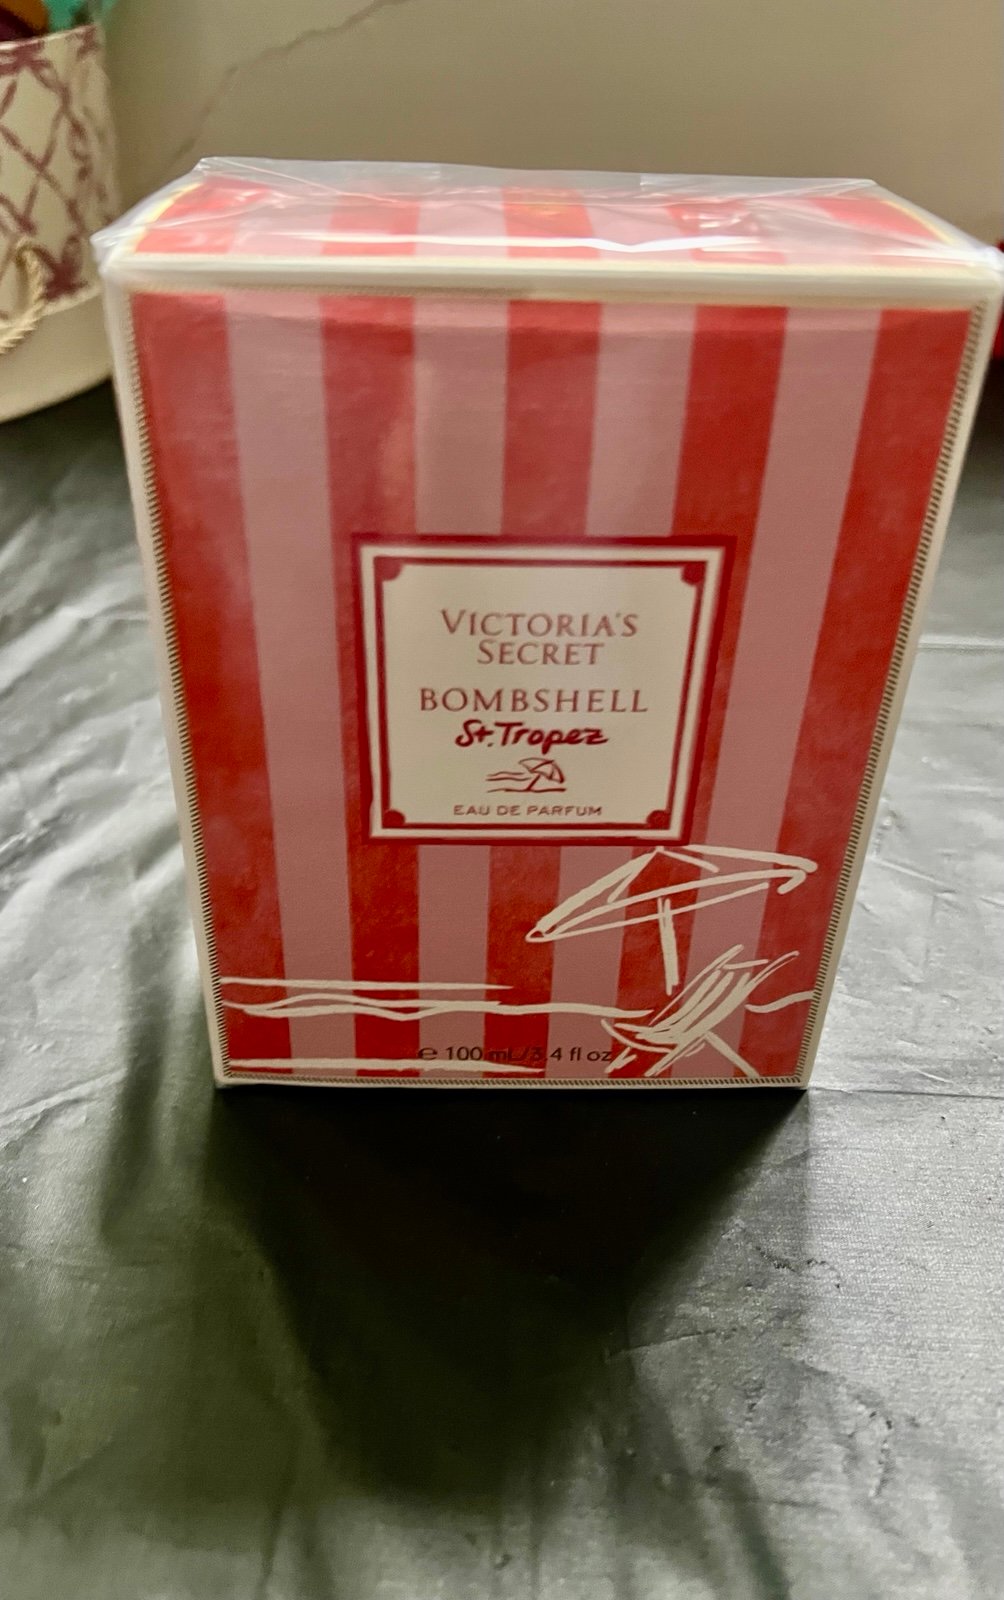 VICTORIA'S
SECRET
BOMBSHELL
St. Tropez
EAU DE PARFUM
℮ 100 mL/3.4 fl oz